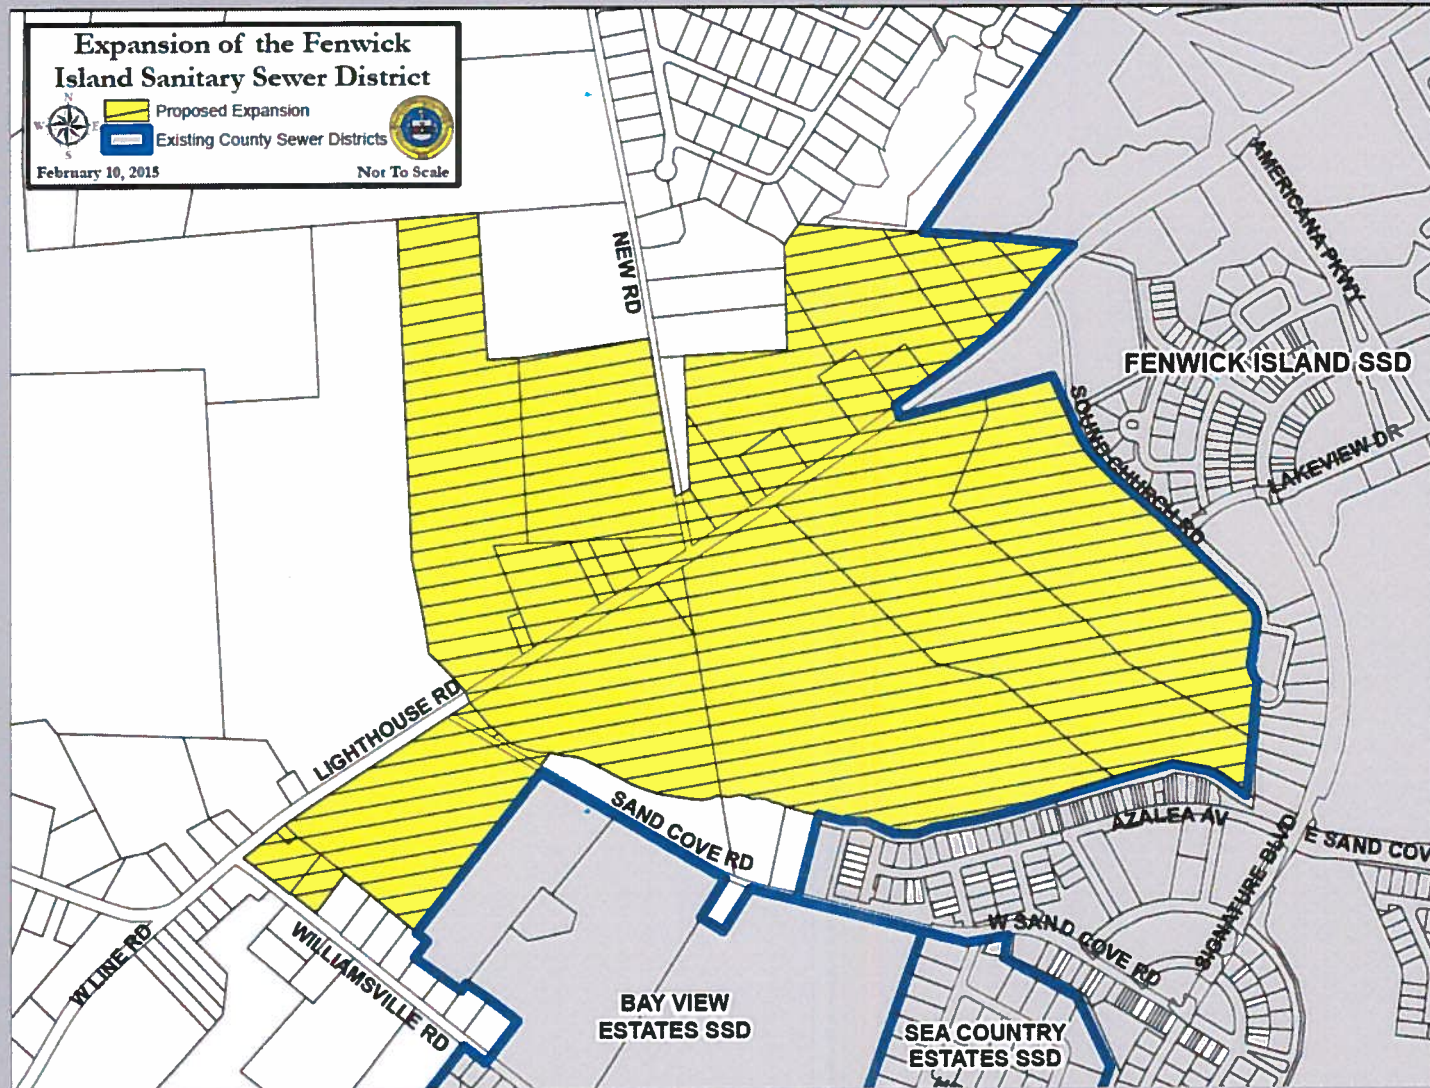 Expansion of the Fenwick
Island Sanitary Sewer District
N
W
E
S
Proposed Expansion
Existing County Sewer Districts
February 10, 2015
Not To Scale
NEW RD
AMERICANA PKWY
FENWICK ISLAND SSD
SOUND CHURCH RD
LAKEVIEW DR
LIGHTHOUSE RD
SAND COVE RD
AZALEA AV
E SAND COV
SIGNATURE BLVD
W SAND COVE RD
W LINE RD
WILLIAMSVILLE RD
BAY VIEW
ESTATES SSD
SEA COUNTRY
ESTATES SSD